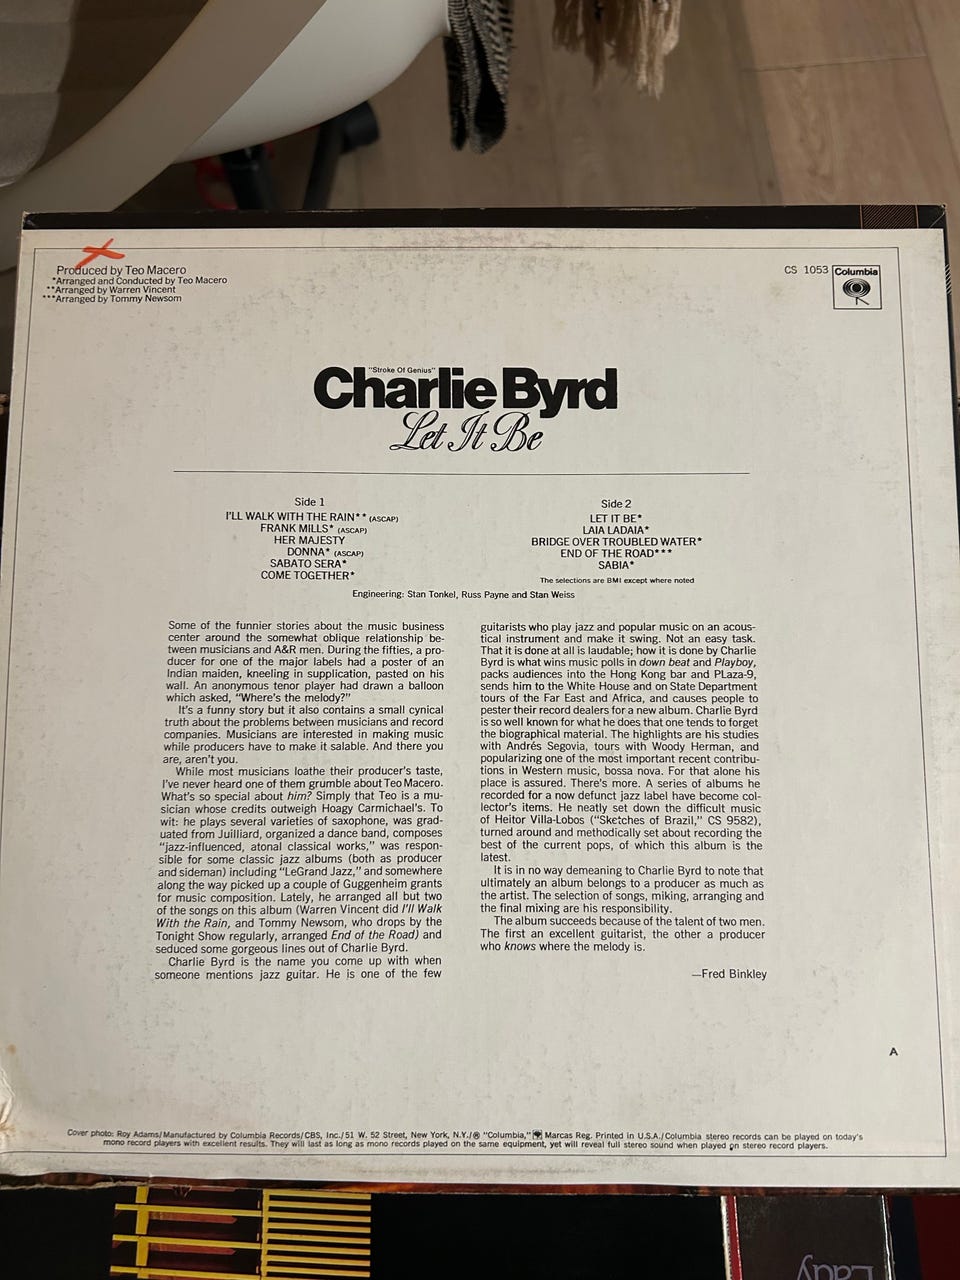 Produced by Teo Macero
*Arranged and Conducted by Teo Macero
**Arranged by Warren Vincent
***Arranged by Tommy Newsom
CS 1053
Columbia
"Stroke Of Genius"
Charlie Byrd
Let It Be
Side 1
I'LL WALK WITH THE RAIN** (ASCAP)
FRANK MILLS* (ASCAP)
HER MAJESTY
DONNA* (ASCAP)
SABATO SERA*
COME TOGETHER*
Side 2
LET IT BE*
LAIA LADAIA*
BRIDGE OVER TROUBLED WATER*
END OF THE ROAD***
SABIA*
The selections are BMI except where noted
Engineering: Stan Tonkel, Russ Payne and Stan Weiss
Some of the funnier stories about the music business
center around the somewhat oblique relationship be-
tween musicians and A&R men. During the fifties, a pro-
ducer for one of the major labels had a poster of an
Indian maiden, kneeling in supplication, pasted on his
wall. An anonymous tenor player had drawn a balloon
which asked, "Where's the melody?"
It's a funny story but it also contains a small cynical
truth about the problems between musicians and record
companies. Musicians are interested in making music
while producers have to make it salable. And there you
are, aren't you.
While most musicians loathe their producer's taste,
I've never heard one of them grumble about Teo Macero.
What's so special about him? Simply that Teo is a mu-
sician whose credits outweigh Hoagy Carmichael's. To
wit: he plays several varieties of saxophone, was grad-
uated from Juilliard, organized a dance band, composes
"jazz-influenced, atonal classical works," was respon-
sible for some classic jazz albums (both as producer
and sideman) including "LeGrand Jazz," and somewhere
along the way picked up a couple of Guggenheim grants
for music composition. Lately, he arranged all but two
of the songs on this album (Warren Vincent did I'll Walk
With the Rain, and Tommy Newsom, who drops by the
Tonight Show regularly, arranged End of the Road) and
seduced some gorgeous lines out of Charlie Byrd.
Charlie Byrd is the name you come up with when
someone mentions jazz guitar. He is one of the few
guitarists who play jazz and popular music on an acous-
tical instrument and make it swing. Not an easy task.
That it is done at all is laudable; how it is done by Charlie
Byrd is what wins music polls in down beat and Playboy,
packs audiences into the Hong Kong bar and PLaza-9,
sends him to the White House and on State Department
tours of the Far East and Africa, and causes people to
pester their record dealers for a new album. Charlie Byrd
is so well known for what he does that one tends to forget
the biographical material. The highlights are his studies
with Andrés Segovia, tours with Woody Herman, and
popularizing one of the most important recent contribu-
tions in Western music, bossa nova. For that alone his
place is assured. There's more. A series of albums he
recorded for a now defunct jazz label have become col-
lector's items. He neatly set down the difficult music
of Heitor Villa-Lobos ("Sketches of Brazil," CS 9582),
turned around and methodically set about recording the
best of the current pops, of which this album is the
latest.
It is in no way demeaning to Charlie Byrd to note that
ultimately an album belongs to a producer as much as
the artist. The selection of songs, miking, arranging and
the final mixing are his responsibility.
The album succeeds because of the talent of two men.
The first an excellent guitarist, the other a producer
who knows where the melody is.
—Fred Binkley
A
Cover photo: Roy Adams/Manufactured by Columbia Records/CBS, Inc./51 W. 52 Street, New York, N.Y./® "Columbia," Marcas Reg. Printed in U.S.A./Columbia stereo records can be played on today's
mono record players with excellent results. They will last as long as mono records played on the same equipment, yet will reveal full stereo sound when played on stereo record players.
Lady